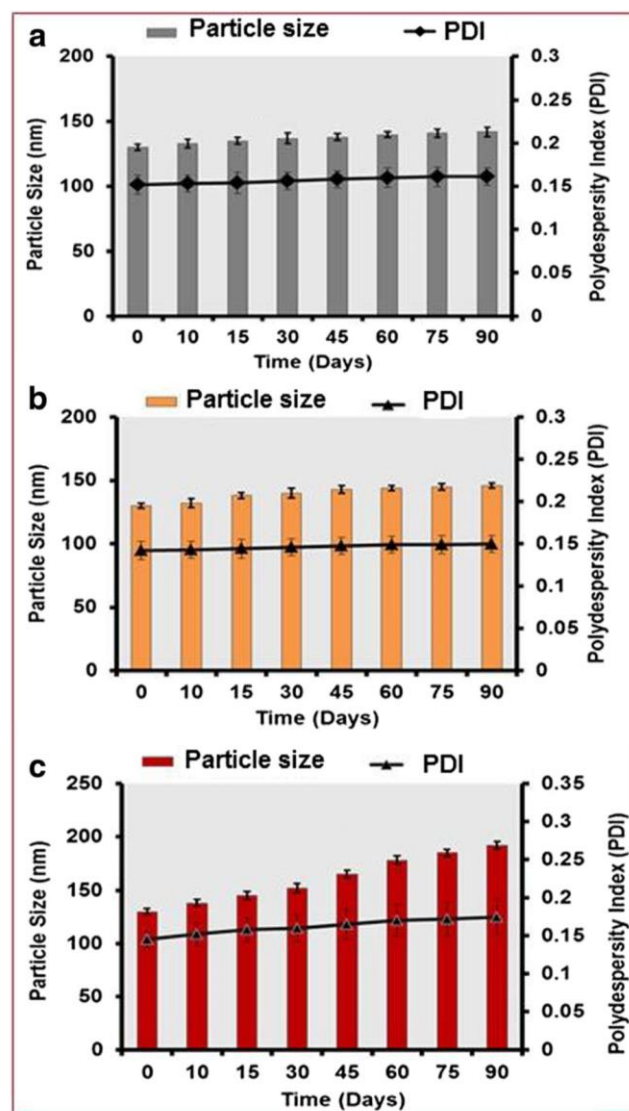 a
Particle size PDI
200
150
100
50
0
0.3
0.25
0.2
0.15
0.1
0.05
0
Particle Size (nm)
Polydespersity Index (PDI)
0 10 15 30 45 60 75 90
Time (Days)
b
Particle size PDI
200
150
100
50
0
0.3
0.25
0.2
0.15
0.1
0.05
0
Particle Size (nm)
Polydespersity Index (PDI)
0 10 15 30 45 60 75 90
Time (Days)
c
Particle size PDI
250
200
150
100
50
0
0.35
0.3
0.25
0.2
0.15
0.1
0.05
0
Particle Size (nm)
Polydespersity Index (PDI)
0 10 15 30 45 60 75 90
Time (Days)